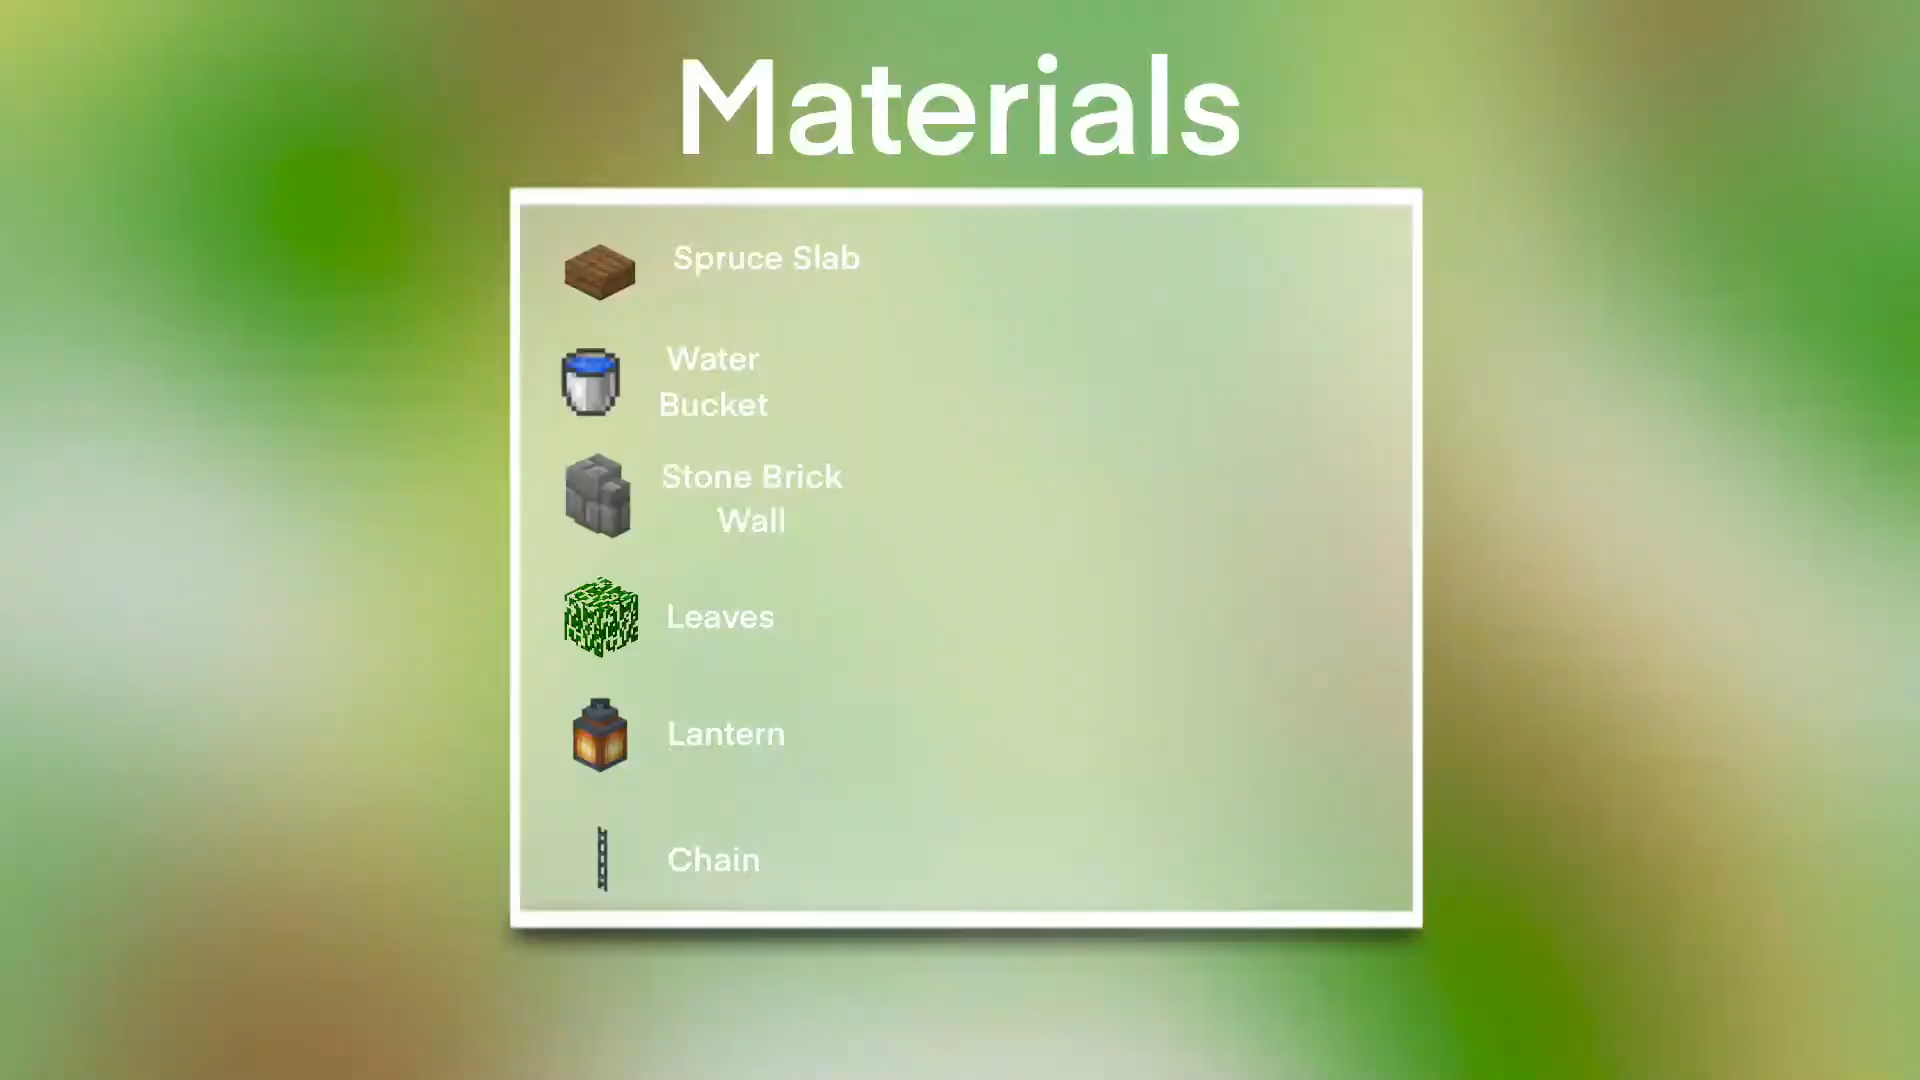 Materials
Spruce Slab
Water
Bucket
Stone Brick
Wall
Leaves
Lantern
Chain